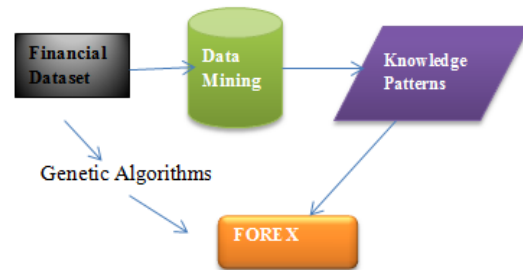 Financial
Dataset
Data
Mining
Knowledge
Patterns
Genetic Algorithms
FOREX